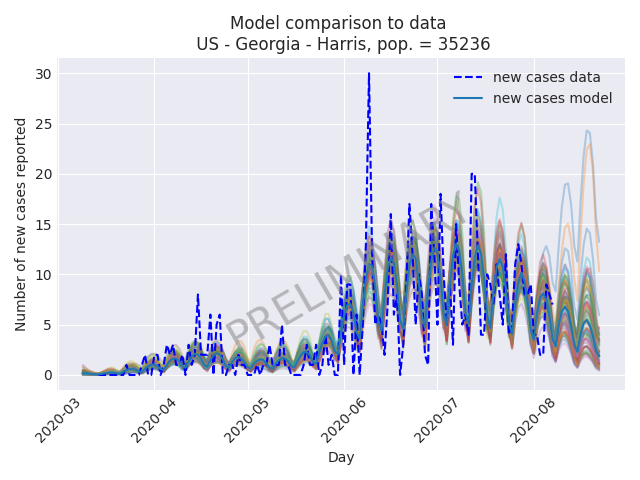 Model comparison to data
US - Georgia - Harris, pop. = 35236
30
25
20
15
10
5
0
Number of new cases reported
new cases data
new cases model
PRELIMINARY
2020-03
2020-04
2020-05
2020-06
2020-07
2020-08
Day